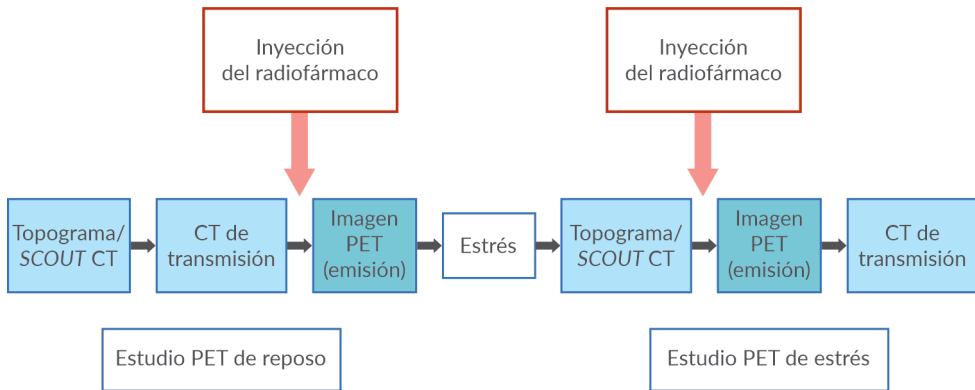 Inyección
del radiofármaco
Inyección
del radiofármaco
Topograma/
SCOUT CT
CT de
transmisión
Imagen
PET
(emisión)
Estrés
Topograma/
SCOUT CT
Imagen
PET
(emisión)
CT de
transmisión
Estudio PET de reposo
Estudio PET de estrés